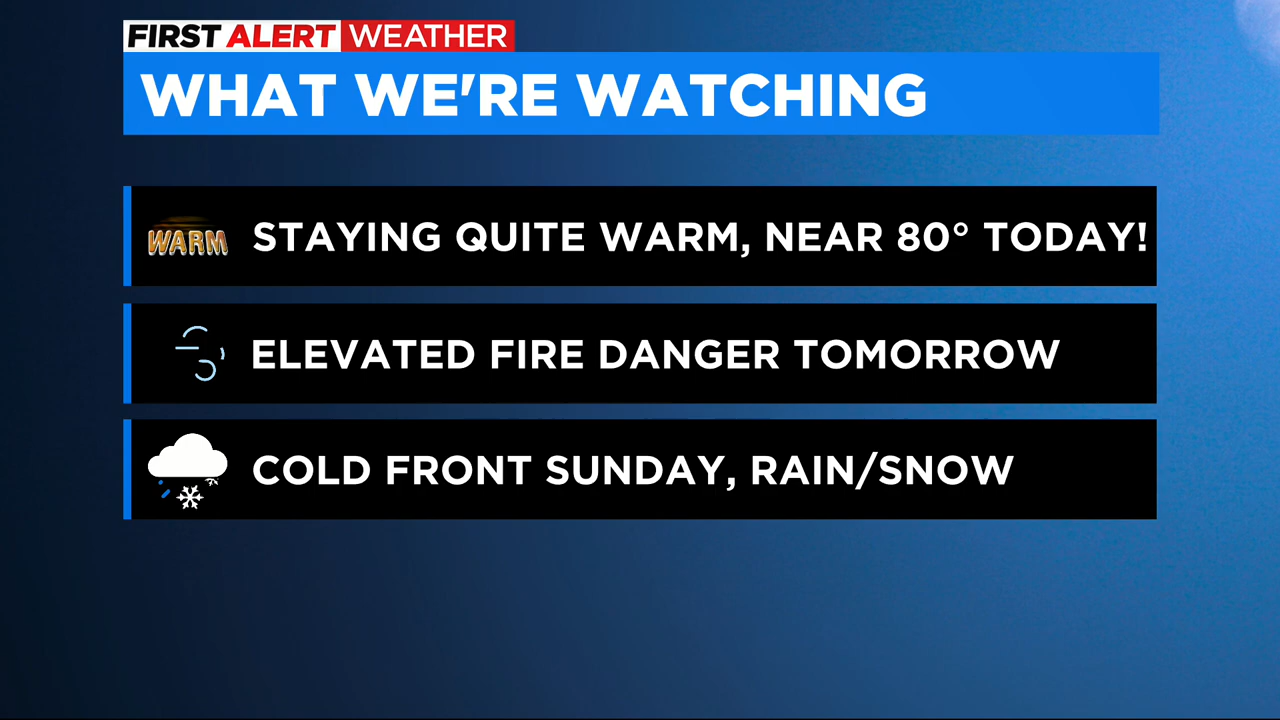 FIRST ALERT WEATHER
WHAT WE'RE WATCHING
WARM STAYING QUITE WARM, NEAR 80° TODAY!
ELEVATED FIRE DANGER TOMORROW
COLD FRONT SUNDAY, RAIN/SNOW